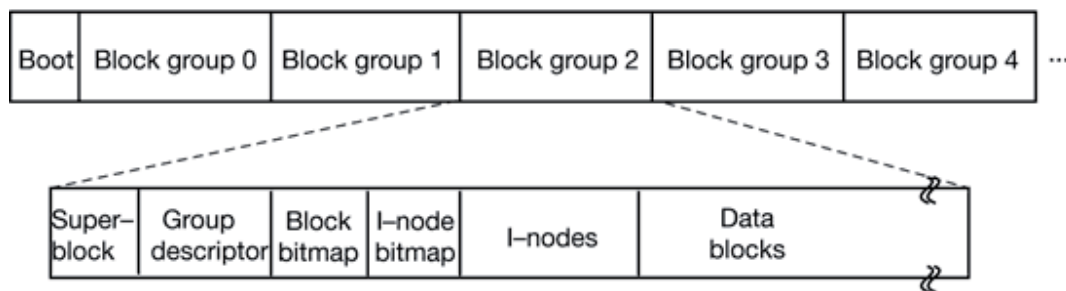 Boot Block group 0 Block group 1 Block group 2 Block group 3 Block group 4 ...
Super–
block
Group
descriptor
Block
bitmap
I–node
bitmap
I–nodes
Data
blocks